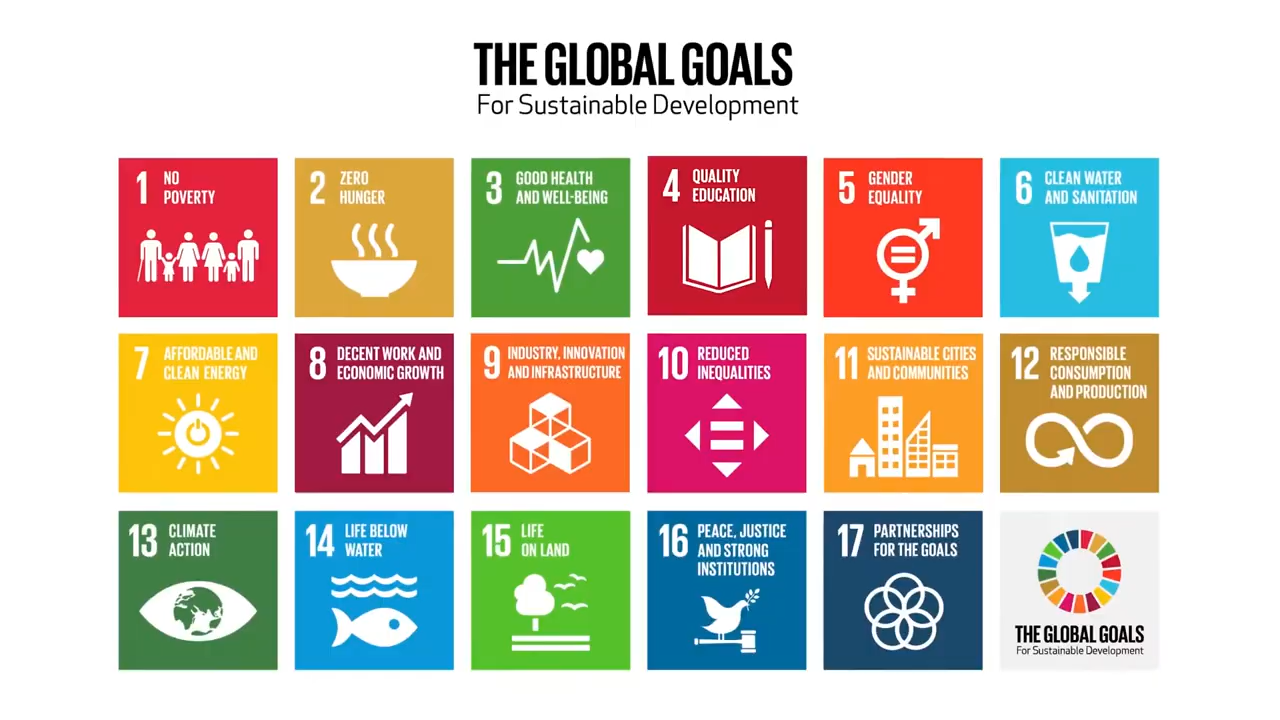 THE GLOBAL GOALS
For Sustainable Development
1 NO
POVERTY
2 ZERO
HUNGER
3 GOOD HEALTH
AND WELL-BEING
4 QUALITY
EDUCATION
5 GENDER
EQUALITY
6 CLEAN WATER
AND SANITATION
7 AFFORDABLE AND
CLEAN ENERGY
8 DECENT WORK AND
ECONOMIC GROWTH
9 INDUSTRY, INNOVATION
AND INFRASTRUCTURE
10 REDUCED
INEQUALITIES
11 SUSTAINABLE CITIES
AND COMMUNITIES
12 RESPONSIBLE
CONSUMPTION
AND PRODUCTION
13 CLIMATE
ACTION
14 LIFE BELOW
WATER
15 LIFE
ON LAND
16 PEACE, JUSTICE
AND STRONG
INSTITUTIONS
17 PARTNERSHIPS
FOR THE GOALS
THE GLOBAL GOALS
For Sustainable Development